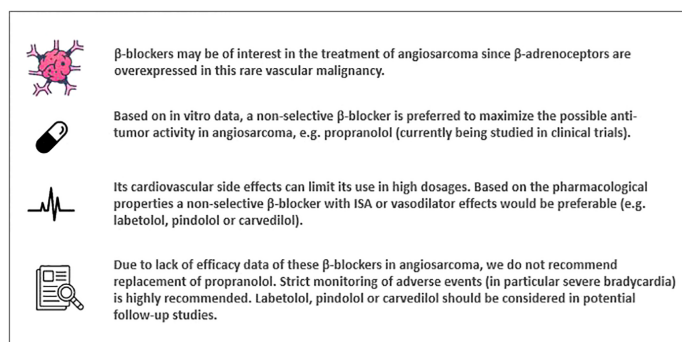 β-blockers may be of interest in the treatment of angiosarcoma since β-adrenoceptors are
overexpressed in this rare vascular malignancy.
Based on in vitro data, a non-selective β-blocker is preferred to maximize the possible anti-
tumor activity in angiosarcoma, e.g. propranolol (currently being studied in clinical trials).
Its cardiovascular side effects can limit its use in high dosages. Based on the pharmacological
properties a non-selective β-blocker with ISA or vasodilator effects would be preferable (e.g.
labetolol, pindolol or carvedilol).
Due to lack of efficacy data of these β-blockers in angiosarcoma, we do not recommend
replacement of propranolol. Strict monitoring of adverse events (in particular severe bradycardia)
is highly recommended. Labetolol, pindolol or carvedilol should be considered in potential
follow-up studies.